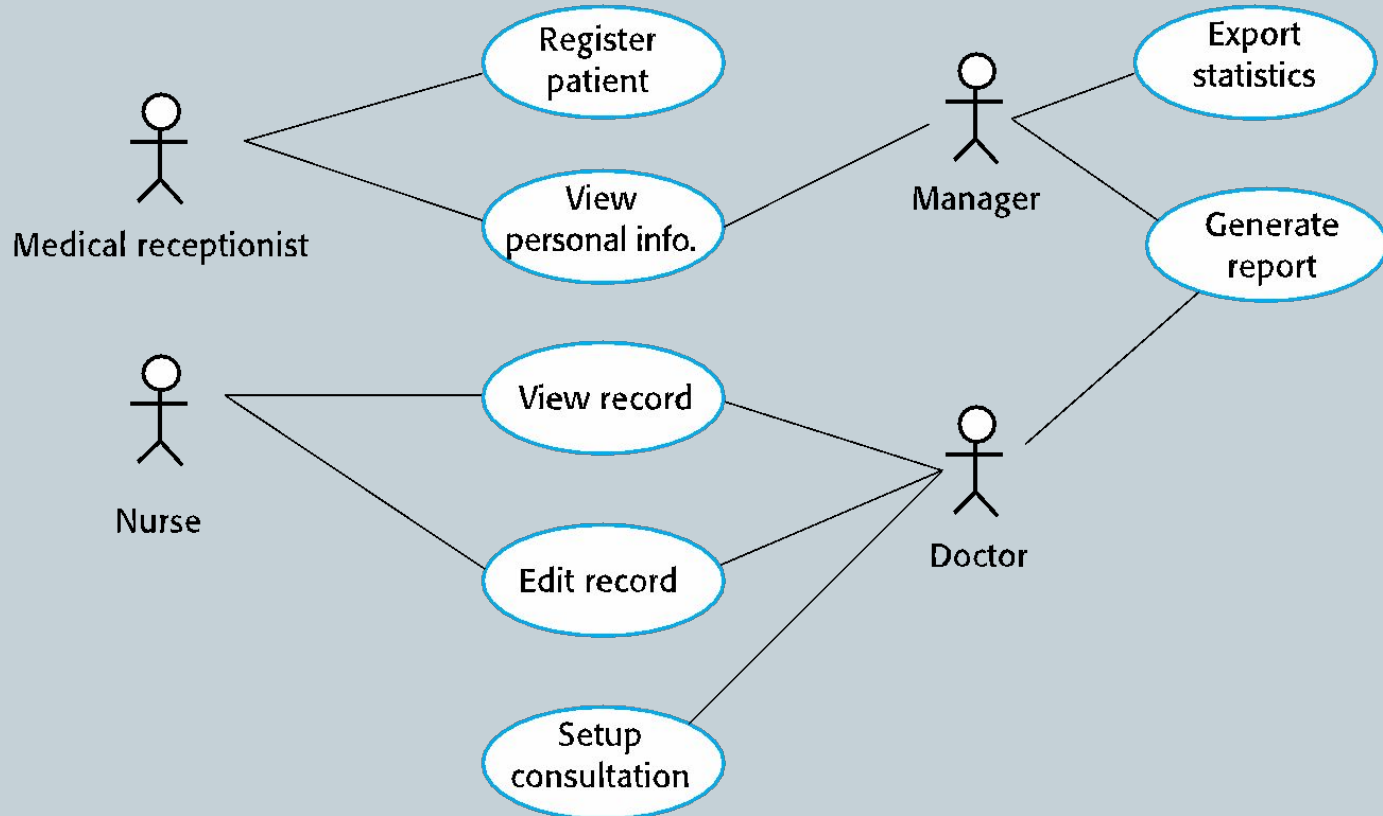 Register
patient
Export
statistics
Medical receptionist
View
personal info.
Manager
Generate
report
Nurse
View record
Edit record
Doctor
Setup
consultation